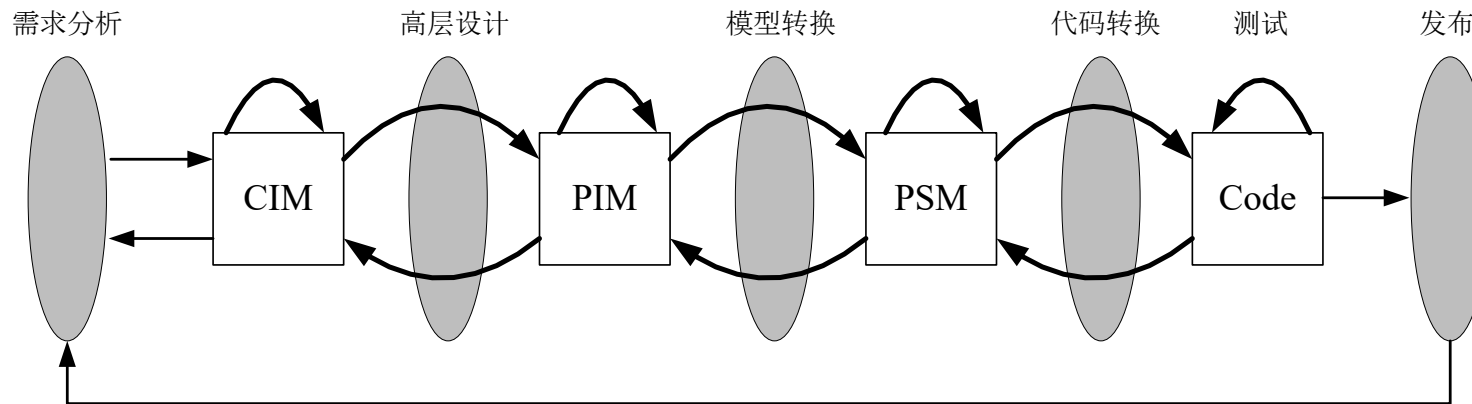 需求分析
高层设计
模型转换
代码转换
测试
发布
CIM
PIM
PSM
Code